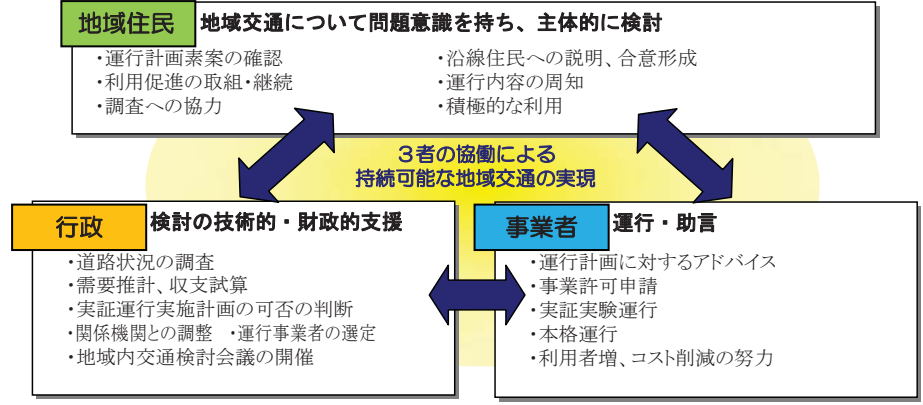 地域住民 地域交通について問題意識を持ち、主体的に検討
・運行計画素案の確認
・利用促進の取組・継続
・調査への協力
・沿線住民への説明、合意形成
・運行内容の周知
・積極的な利用
３者の協働による
持続可能な地域交通の実現
行政 検討の技術的・財政的支援
・道路状況の調査
・需要推計、収支試算
・実証運行実施計画の可否の判断
・関係機関との調整 ・運行事業者の選定
・地域内交通検討会議の開催
事業者 運行・助言
・運行計画に対するアドバイス
・事業許可申請
・実証実験運行
・本格運行
・利用者増、コスト削減の努力